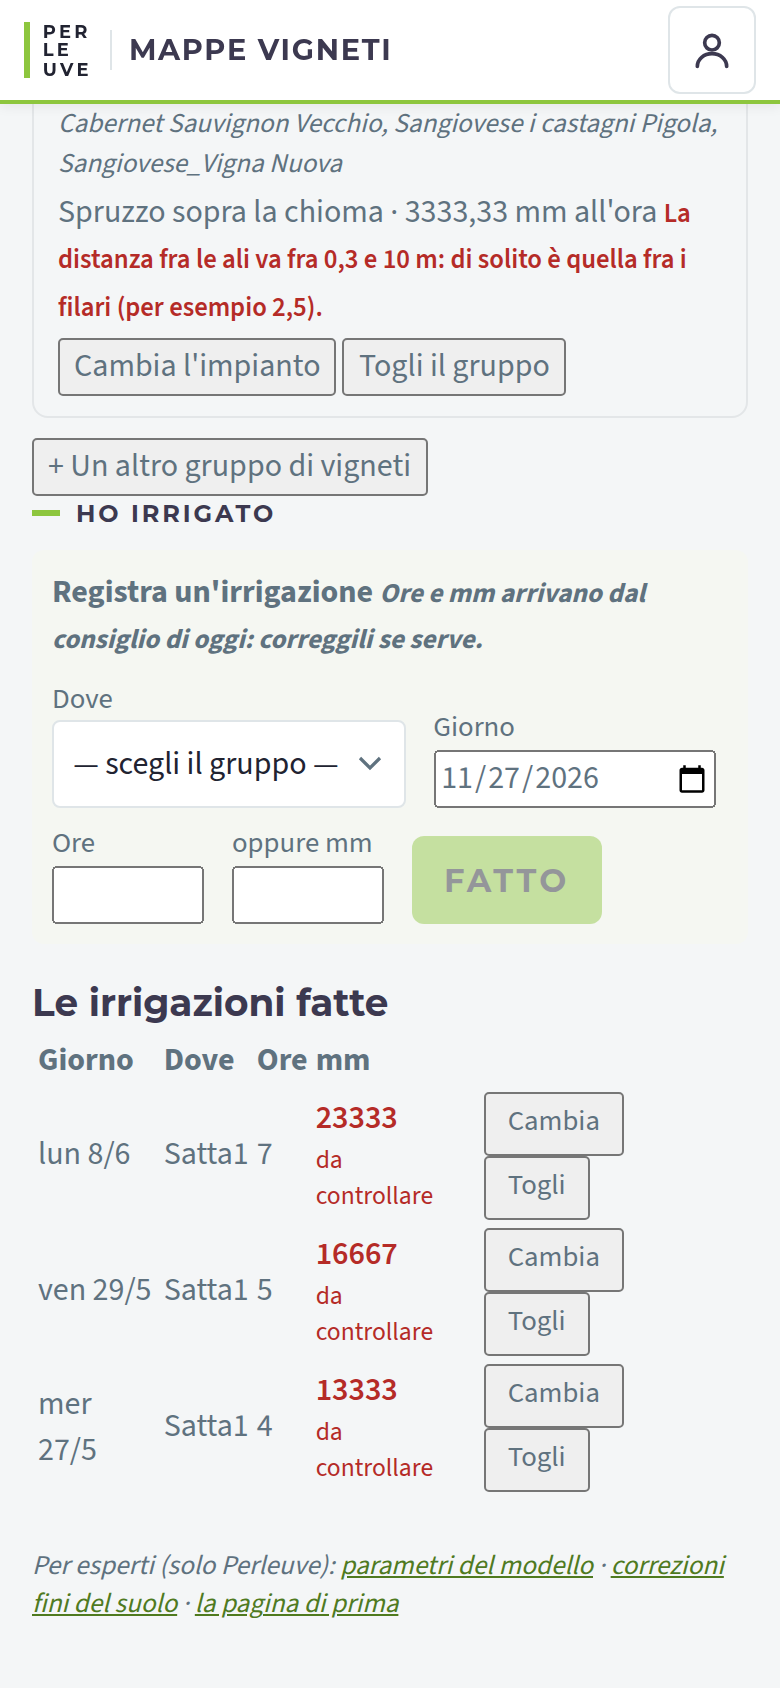 PER
LE
UVE
MAPPE VIGNETI
Cabernet Sauvignon Vecchio, Sangiovese i castagni Pigola,
Sangiovese_Vigna Nuova
Spruzzo sopra la chioma · 3333,33 mm all'ora La
distanza fra le ali va fra 0,3 e 10 m: di solito è quella fra i
filari (per esempio 2,5).
Cambia l'impianto Togli il gruppo
+ Un altro gruppo di vigneti
HO IRRIGATO
Registra un'irrigazione Ore e mm arrivano dal
consiglio di oggi: correggili se serve.
Dove
Giorno
— scegli il gruppo —
11/27/2026
Ore oppure mm
FATTO
Le irrigazioni fatte
Giorno Dove Ore mm
lun 8/6 Satta1 7 23333
da
controllare
Cambia
Togli
ven 29/5 Satta1 5 16667
da
controllare
Cambia
Togli
mer
27/5
Satta1 4 13333
da
controllare
Cambia
Togli
Per esperti (solo Perleuve): parametri del modello · correzioni
fini del suolo · la pagina di prima